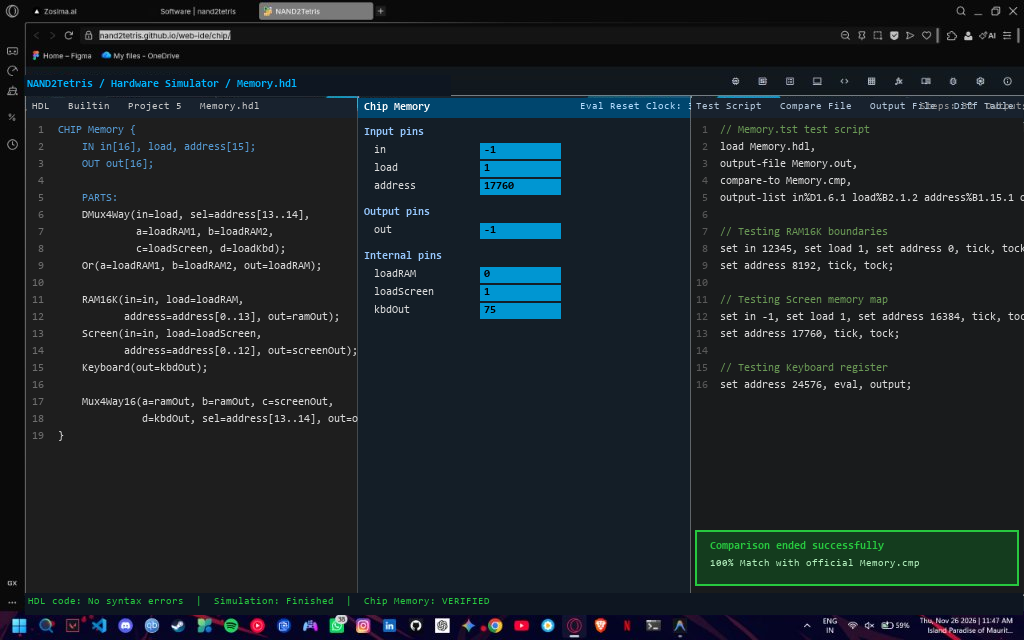 Zosima.ai
Software | nand2tetris
NAND2Tetris
nand2tetris.github.io/web-ide/chip/
AI
Home – Figma
My files - OneDrive
NAND2Tetris / Hardware Simulator / Memory.hdl
HDL Builtin Project 5 Memory.hdl
1 CHIP Memory {
2 IN in[16], load, address[15];
3 OUT out[16];
4
5 PARTS:
6 DMux4Way(in=load, sel=address[13..14],
7 a=loadRAM1, b=loadRAM2,
8 c=loadScreen, d=loadKbd);
9 Or(a=loadRAM1, b=loadRAM2, out=loadRAM);
10
11 RAM16K(in=in, load=loadRAM,
12 address=address[0..13], out=ramOut);
13 Screen(in=in, load=loadScreen,
14 address=address[0..12], out=screenOut);
15 Keyboard(out=kbdOut);
16
17 Mux4Way16(a=ramOut, b=ramOut, c=screenOut,
18 d=kbdOut, sel=address[13..14], out=o
19 }
Chip Memory
Eval Reset Clock:
Input pins
in -1
load 1
address 17760
Output pins
out -1
Internal pins
loadRAM 0
loadScreen 1
kbdOut 75
Test Script Compare File Output File Diff Table
1 // Memory.tst test script
2 load Memory.hdl,
3 output-file Memory.out,
4 compare-to Memory.cmp,
5 output-list in%D1.6.1 load%B2.1.2 address%B1.15.1
6
7 // Testing RAM16K boundaries
8 set in 12345, set load 1, set address 0, tick, tock
9 set address 8192, tick, tock;
10
11 // Testing Screen memory map
12 set in -1, set load 1, set address 16384, tick, toc
13 set address 17760, tick, tock;
14
15 // Testing Keyboard register
16 set address 24576, eval, output;
Comparison ended successfully
100% Match with official Memory.cmp
GX
HDL code: No syntax errors | Simulation: Finished | Chip Memory: VERIFIED
38
ENG
IN
59%
Thu, Nov 26 2026 | 11:47 AM
Island Paradise of Maurit...